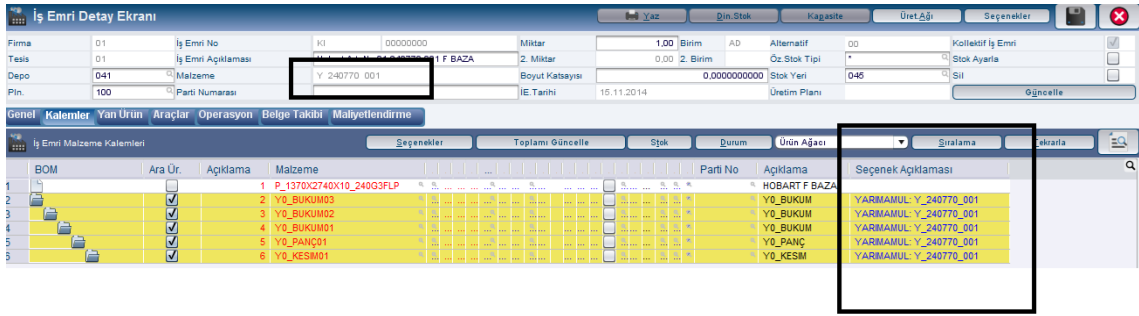 İş Emri Detay Ekranı Yaz Din.Stok Kapasite Üret.Ağı Seçenekler
Firma 01 İş Emri No KI 00000000 Miktar 1,00 Birim AD Alternatif 00 Kollektif İş Emri
Tesis 01 İş Emri Açıklaması F BAZA 2. Miktar 0,00 2. Birim Öz.Stok Tipi * Stok Ayarla
Depo 041 Malzeme Y 240770 001 Boyut Katsayısı 0,0000000000 Stok Yeri 045 Sil
Pln. 100 Parti Numarası IE.Tarihi 15.11.2014 Üretim Planı Güncelle
Genel Kalemler Yan Ürün Araçlar Operasyon Belge Takibi Maliyetlendirme
İş Emri Malzeme Kalemleri Seçenekler Toplamı Güncelle Stok Durum Ürün Ağacı Sıralama Tekrarla
BOM Ara Ür. Açıklama Malzeme ... Parti No Açıklama Seçenek Açıklaması
1 1 P_1370X2740X10_240G3FLP HOBART F BAZA
2 2 Y0_BUKUM03 Y0_BUKUM YARIMAMUL: Y_240770_001
3 3 Y0_BUKUM02 Y0_BUKUM YARIMAMUL: Y_240770_001
4 4 Y0_BUKUM01 Y0_BUKUM YARIMAMUL: Y_240770_001
5 5 Y0_PANÇ01 Y0_PANÇ YARIMAMUL: Y_240770_001
6 6 Y0_KESIM01 Y0_KESIM YARIMAMUL: Y_240770_001